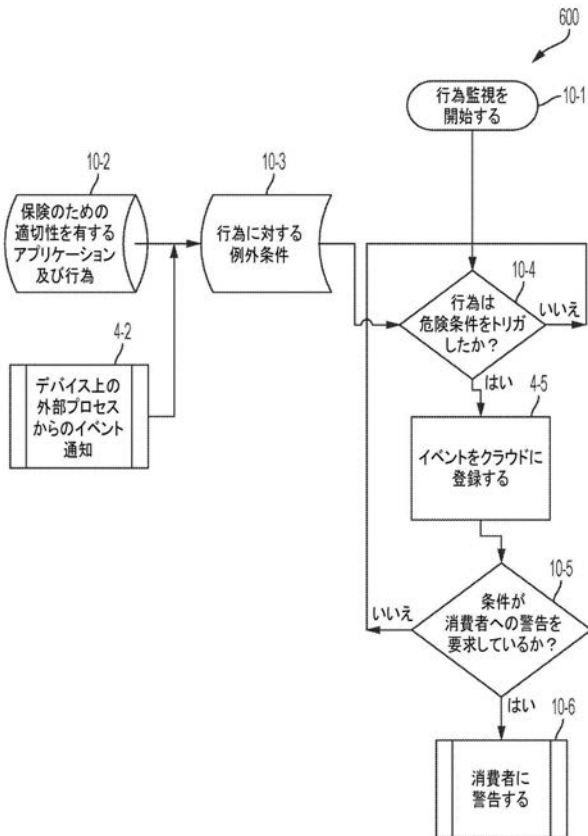 600
行為監視を
開始する
10-1
10-2
保険のための
適切性を有する
アプリケーション
及び行為
10-3
行為に対する
例外条件
4-2
デバイス上の
外部プロセス
からのイベント
通知
10-4
行為は
危険条件をトリガ
したか?
いいえ
はい
4-5
イベントをクラウドに
登録する
10-5
条件が
消費者への警告を
要求しているか?
いいえ
はい
10-6
消費者に
警告する